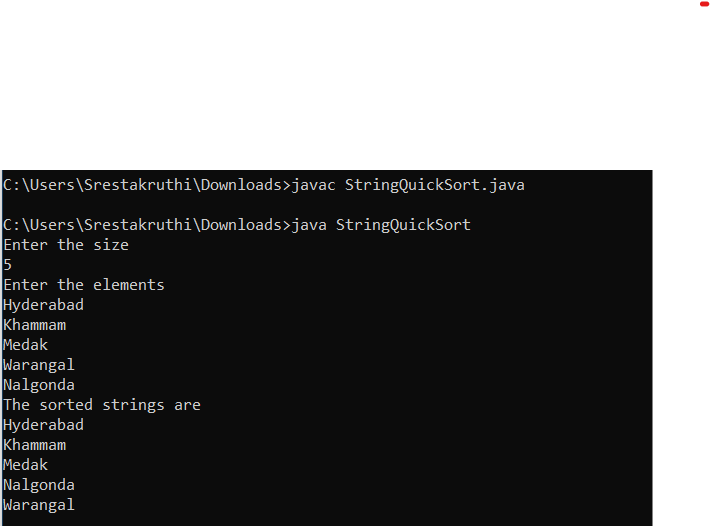 C:\Users\Srestakruthi\Downloads>javac StringQuickSort.java
C:\Users\Srestakruthi\Downloads>java StringQuickSort
Enter the size
5
Enter the elements
Hyderabad
Khammam
Medak
Warangal
Nalgonda
The sorted strings are
Hyderabad
Khammam
Medak
Nalgonda
Warangal